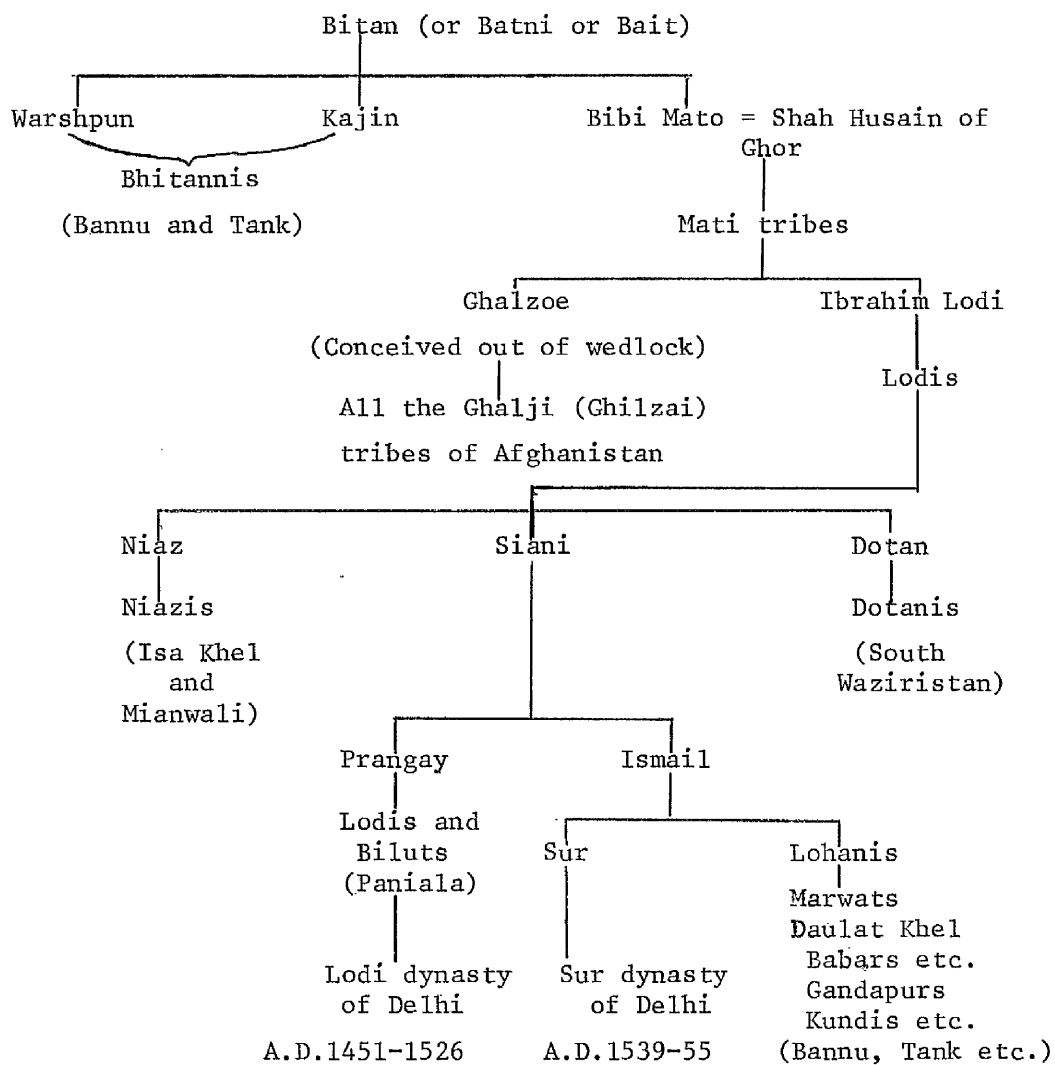 Bitan (or Batni or Bait)
Warshpun
Kajin
Bibi Mato = Shah Husain of
Ghor
Bhitannis
(Bannu and Tank)
Mati tribes
Ghalzoe
Ibrahim Lodi
(Conceived out of wedlock)
Lodis
All the Ghalji (Ghilzai)
tribes of Afghanistan
Niaz
Siani
Dotan
Niazis
(Isa Khel
and
Mianwali)
Dotanis
(South
Waziristan)
Prangay
Ismail
Lodis and
Biluts
(Paniala)
Sur
Lohanis
Marwats
Daulat Khel
Babars etc.
Gandapurs
Kundis etc.
(Bannu, Tank etc.)
Lodi dynasty
of Delhi
A.D.1451-1526
Sur dynasty
of Delhi
A.D.1539-55